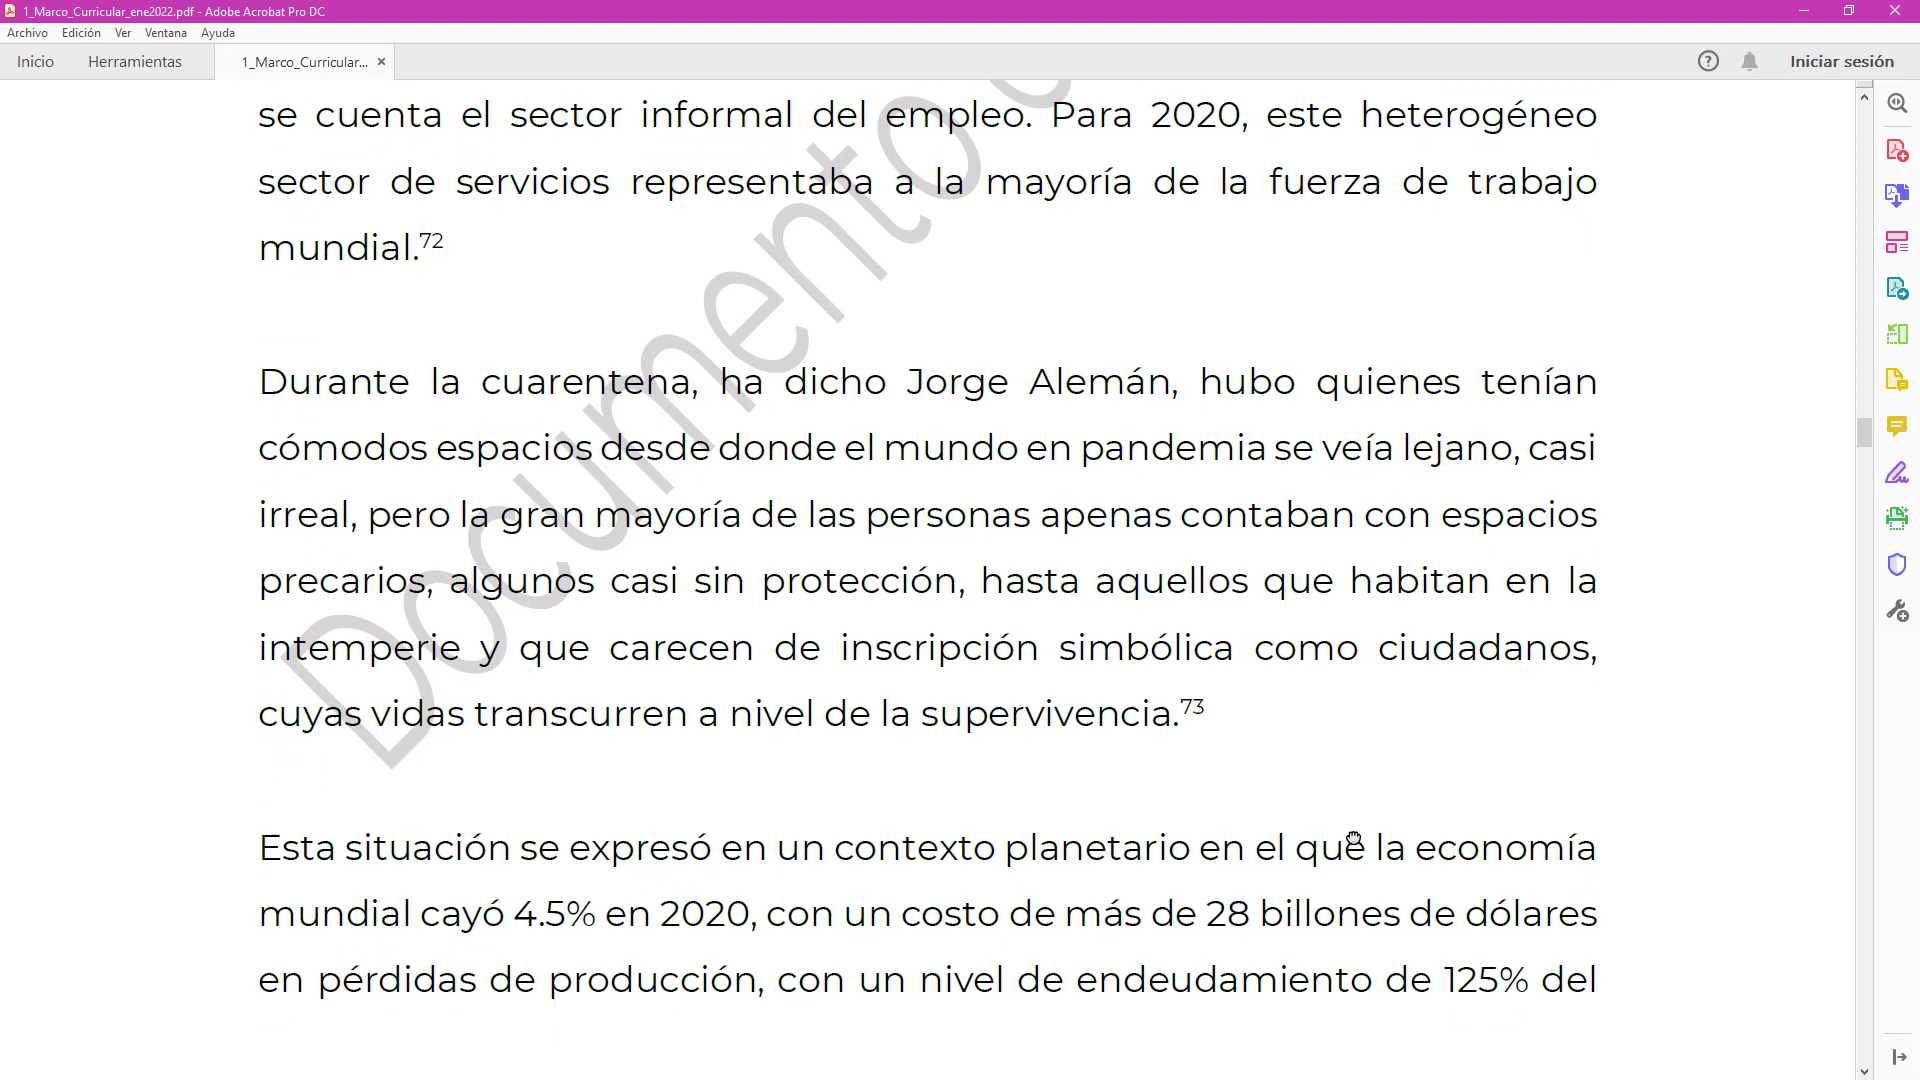 1_Marco_Curricular_ene2022.pdf - Adobe Acrobat Pro DC
Archivo Edición Ver Ventana Ayuda
Inicio Herramientas 1_Marco_Curricular... × Iniciar sesión
se cuenta el sector informal del empleo. Para 2020, este heterogéneo
sector de servicios representaba a la mayoría de la fuerza de trabajo
mundial.72
Durante la cuarentena, ha dicho Jorge Alemán, hubo quienes tenían
cómodos espacios desde donde el mundo en pandemia se veía lejano, casi
irreal, pero la gran mayoría de las personas apenas contaban con espacios
precarios, algunos casi sin protección, hasta aquellos que habitan en la
intemperie y que carecen de inscripción simbólica como ciudadanos,
cuyas vidas transcurren a nivel de la supervivencia.73
Esta situación se expresó en un contexto planetario en el que la economía
mundial cayó 4.5% en 2020, con un costo de más de 28 billones de dólares
en pérdidas de producción, con un nivel de endeudamiento de 125% del
Documento